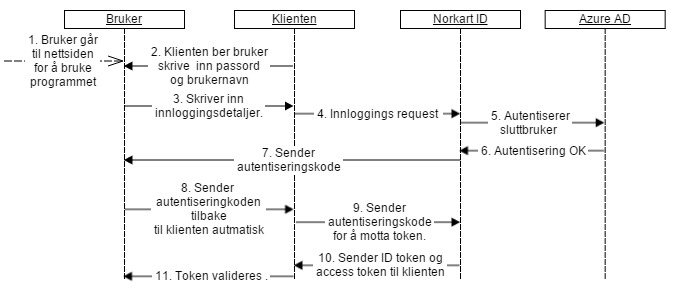 Bruker
Klienten
Norkart ID
Azure AD
1. Bruker går
til nettsiden
for å bruke
programmet
2. Klienten ber bruker
skrive inn passord
og brukernavn
3. Skriver inn
innloggingsdetaljer.
4. Innloggings request
5. Autentiserer
sluttbruker
6. Autentisering OK
7. Sender
autentiseringskode
8. Sender
autentiseringkoden
tilbake
til klienten autmatisk
9. Sender
autentiseringskode
for å motta token.
10. Sender ID token og
access token til klienten
11. Token valideres .